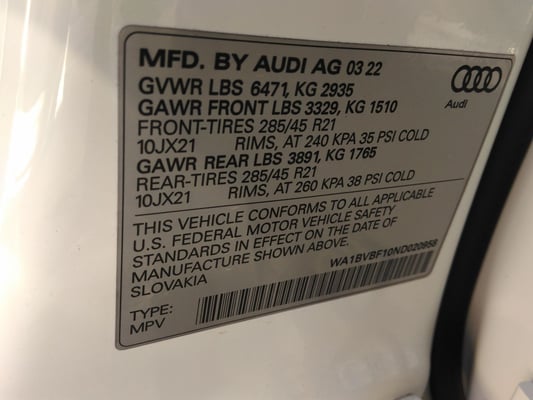 MFD. BY AUDI AG 03 22
GVWR LBS 6471, KG 2935
GAWR FRONT LBS 3329, KG 1510
FRONT-TIRES 285/45 R21
10JX21 RIMS, AT 240 KPA 35 PSI COLD
GAWR REAR LBS 3891, KG 1765
REAR-TIRES 285/45 R21
10JX21 RIMS, AT 260 KPA 38 PSI COLD
Audi
THIS VEHICLE CONFORMS TO ALL APPLICABLE
U.S. FEDERAL MOTOR VEHICLE SAFETY
STANDARDS IN EFFECT ON THE DATE OF
MANUFACTURE SHOWN ABOVE.
SLOVAKIA
WA1BVBF10ND020958
TYPE:
MPV